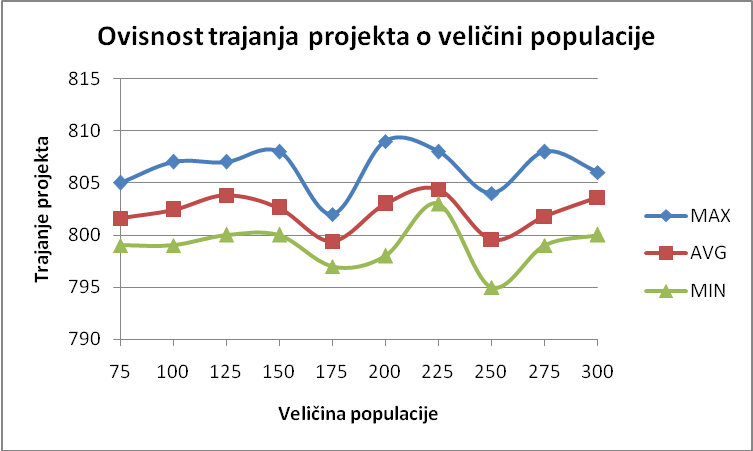 Ovisnost trajanja projekta o veličini populacije
815
810
805
800
795
790
Trajanje projekta
75 100 125 150 175 200 225 250 275 300
Veličina populacije
MAX
AVG
MIN